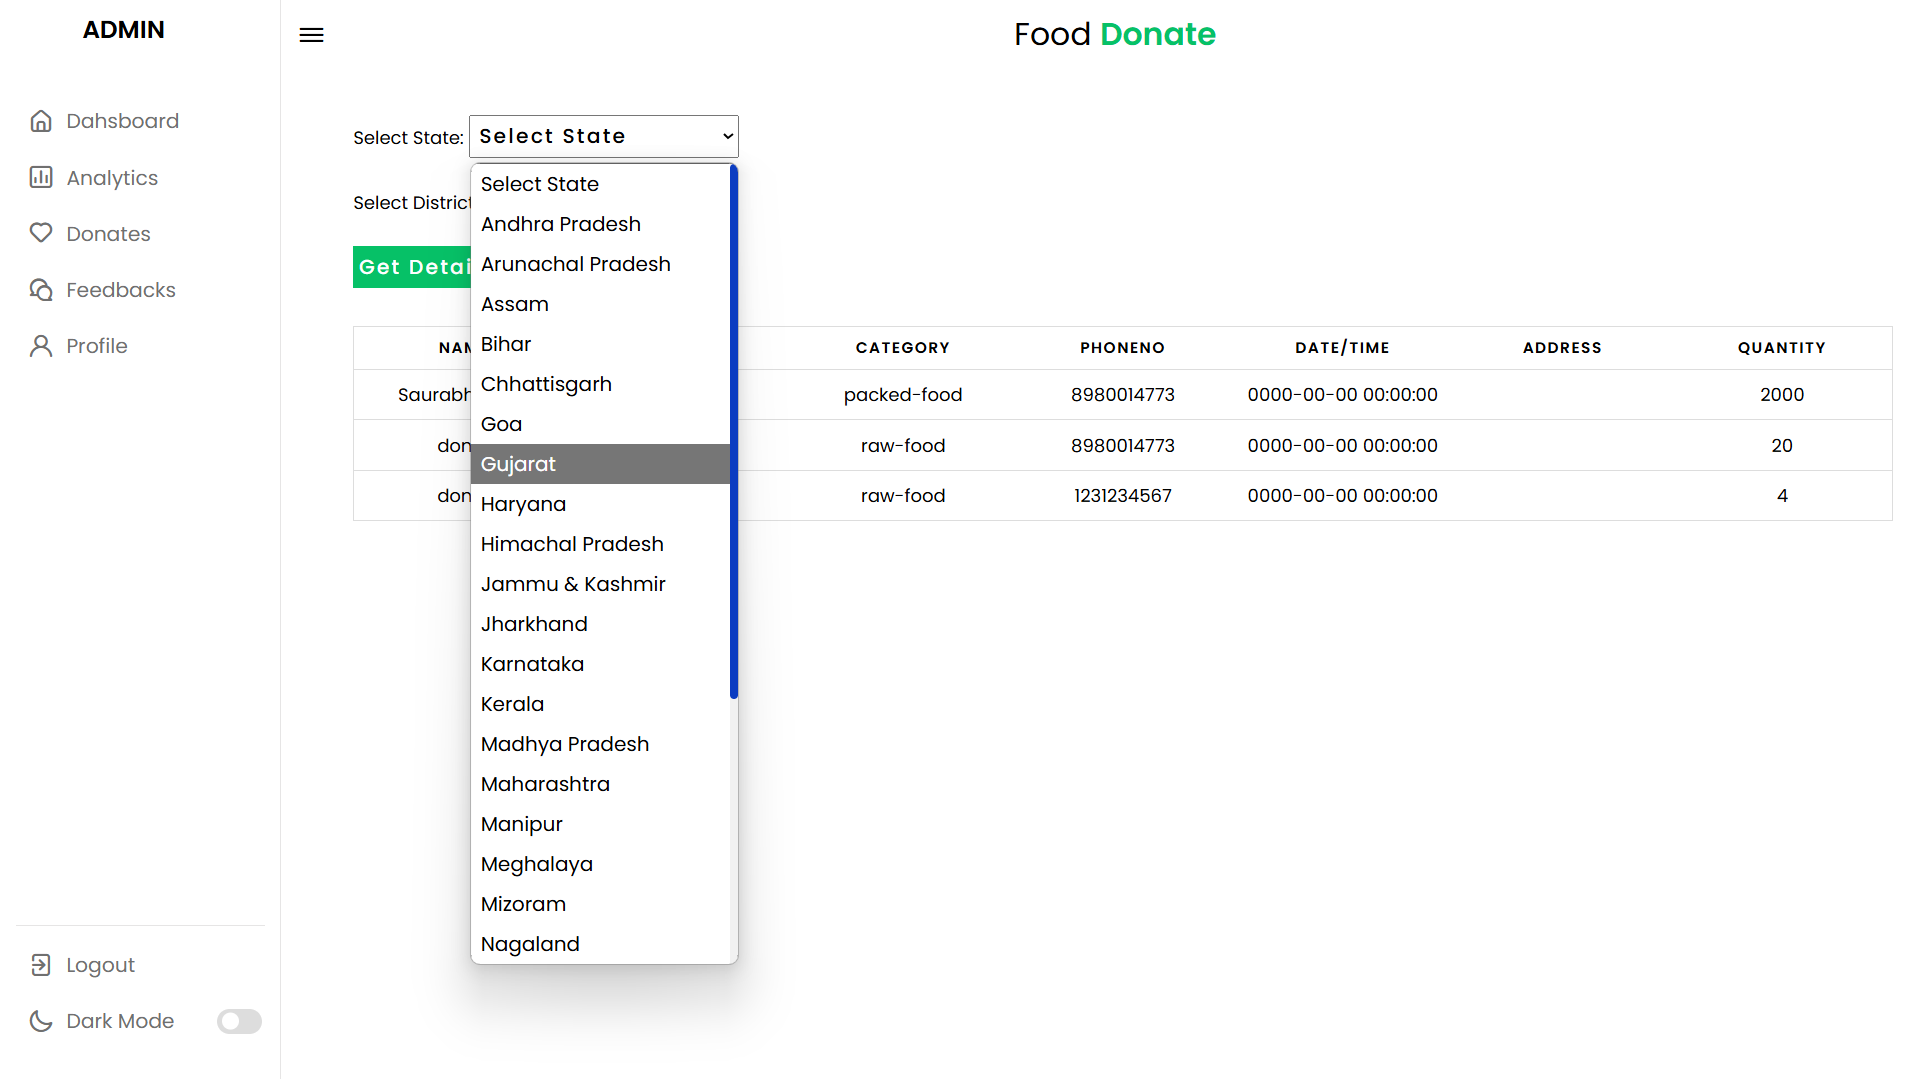 ADMIN
Food Donate
Dahsboard
Analytics
Donates
Feedbacks
Profile
Logout
Dark Mode
Select State: Select State
Select State
Andhra Pradesh
Arunachal Pradesh
Assam
Bihar
Chhattisgarh
Goa
Gujarat
Haryana
Himachal Pradesh
Jammu & Kashmir
Jharkhand
Karnataka
Kerala
Madhya Pradesh
Maharashtra
Manipur
Meghalaya
Mizoram
Nagaland
Select District
Get Detai
NAM CATEGORY PHONENO DATE/TIME ADDRESS QUANTITY
Saurabh packed-food 8980014773 0000-00-00 00:00:00 2000
don raw-food 8980014773 0000-00-00 00:00:00 20
don raw-food 1231234567 0000-00-00 00:00:00 4